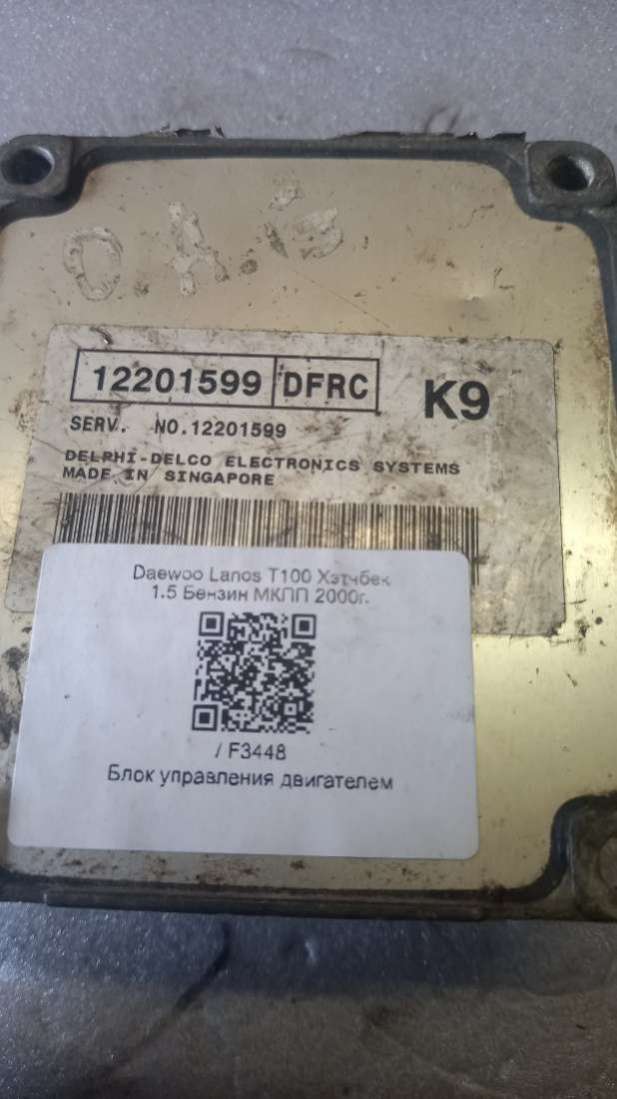 O.A.13
12201599 DFRC K9
SERV. NO.12201599
DELPHI-DELCO ELECTRONICS SYSTEMS
MADE IN SINGAPORE
Daewoo Lanos T100 Хэтчбек
1.5 Бензин МКПП 2000г.
/ F3448
Блок управления двигателем